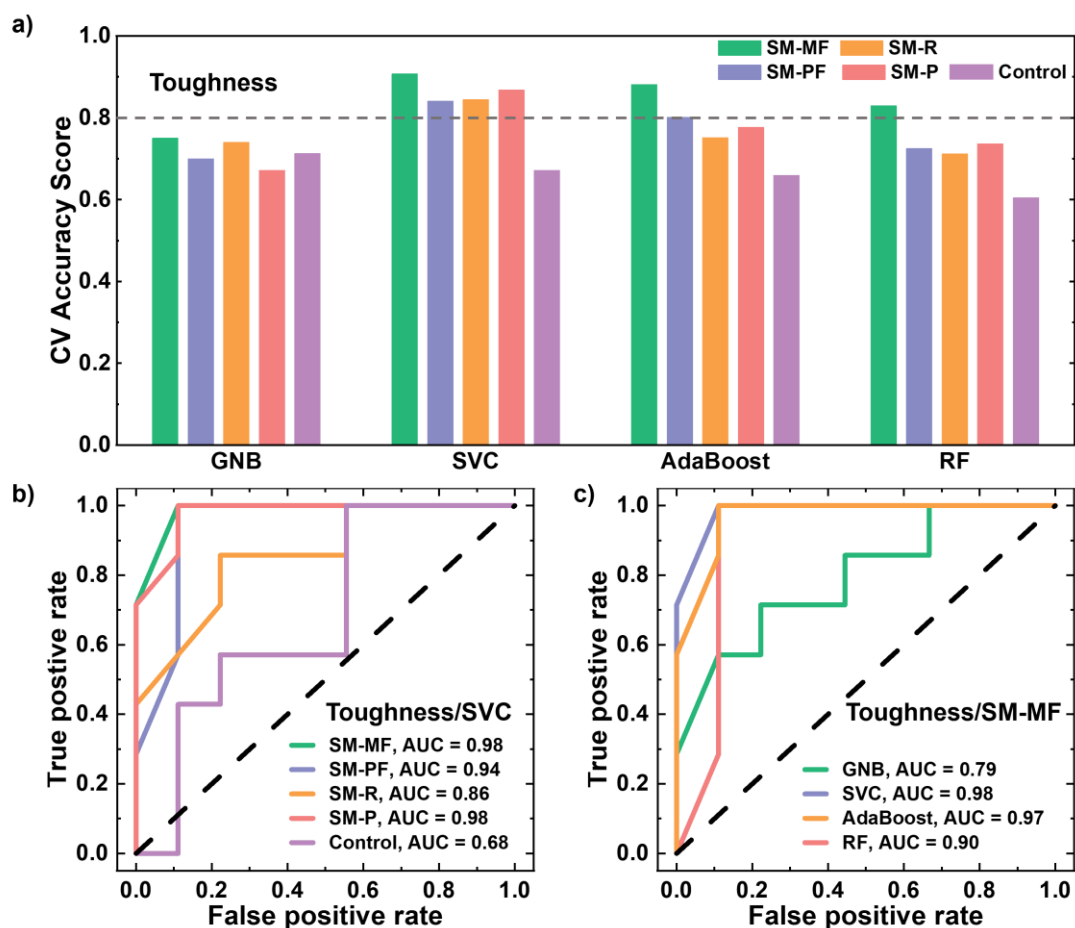 a)
CV Accuracy Score
1.0
0.8
0.6
0.4
0.2
0.0
Toughness
SM-MF
SM-R
SM-PF
SM-P
Control
GNB
SVC
AdaBoost
RF
b)
True postive rate
1.0
0.8
0.6
0.4
0.2
0.0
Toughness/SVC
SM-MF, AUC = 0.98
SM-PF, AUC = 0.94
SM-R, AUC = 0.86
SM-P, AUC = 0.98
Control, AUC = 0.68
0.0 0.2 0.4 0.6 0.8 1.0
False positive rate
c)
True postive rate
1.0
0.8
0.6
0.4
0.2
0.0
Toughness/SM-MF
GNB, AUC = 0.79
SVC, AUC = 0.98
AdaBoost, AUC = 0.97
RF, AUC = 0.90
0.0 0.2 0.4 0.6 0.8 1.0
False positive rate